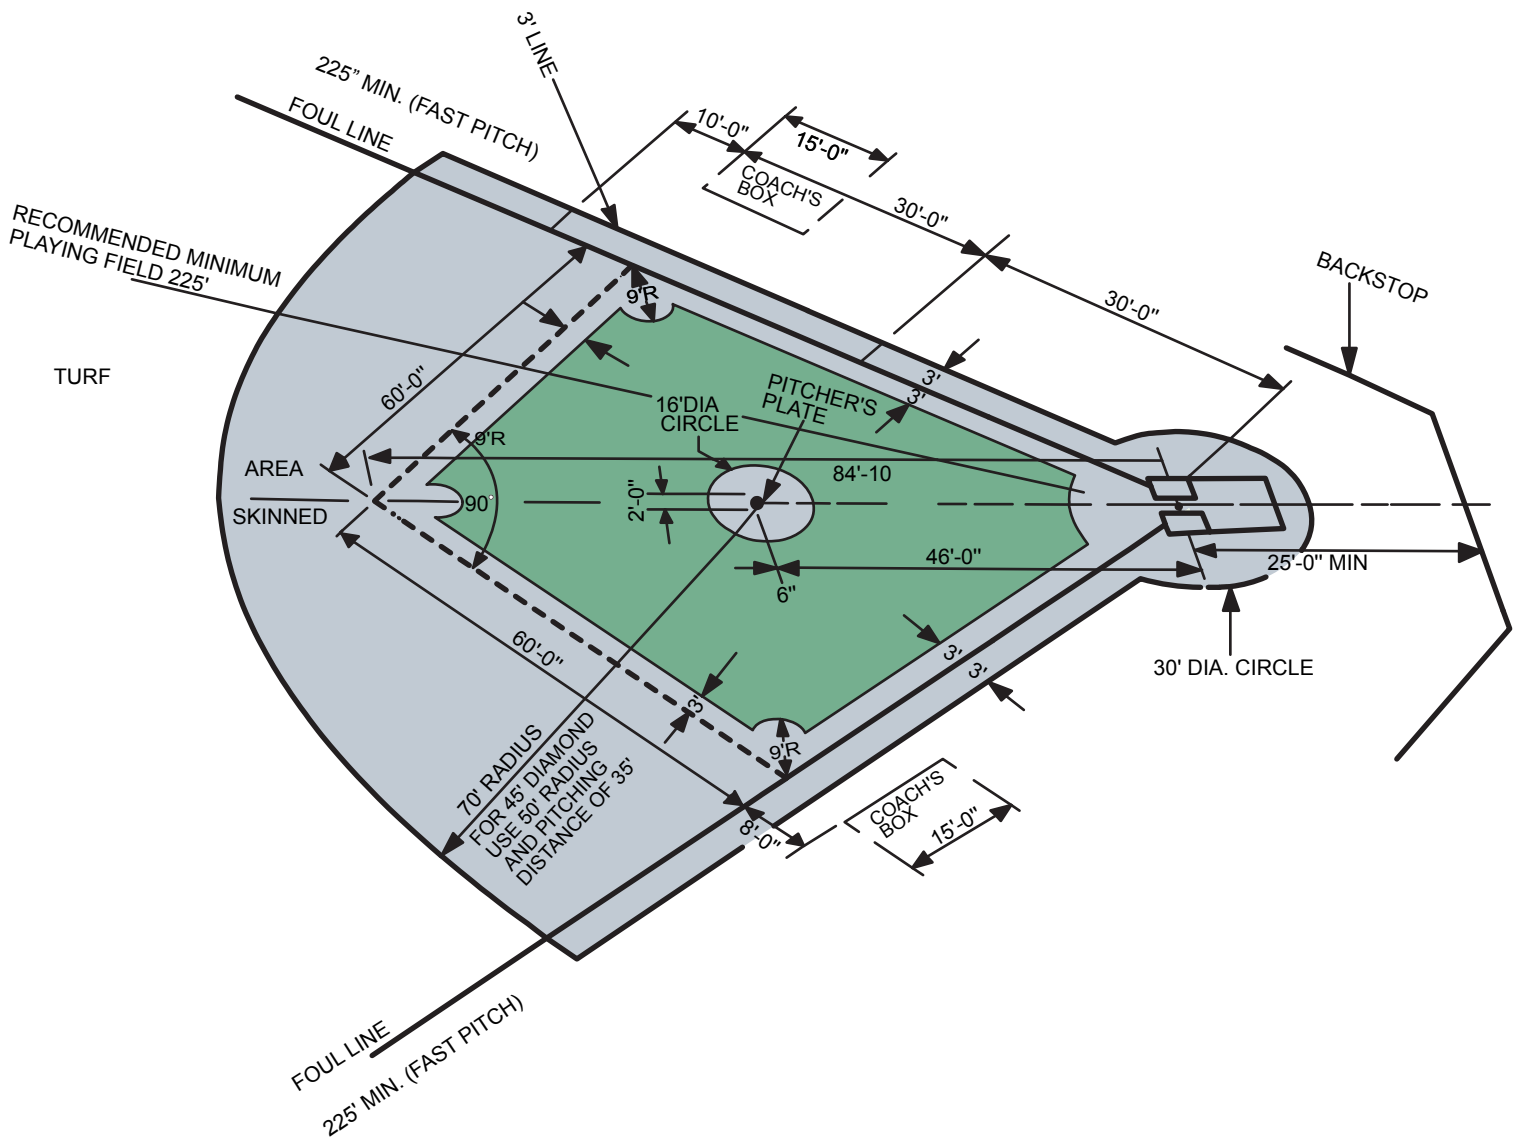 3' LINE
225" MIN. (FAST PITCH)
FOUL LINE
10'-0"
15'-0"
COACH'S
BOX
30'-0"
30'-0"
BACKSTOP
RECOMMENDED MINIMUM
PLAYING FIELD 225'
9'R
TURF
60'-0"
3'
3'
PITCHER'S
PLATE
16'DIA
CIRCLE
9'R
AREA
84'-10
90°
SKINNED
2'-0"
46'-0"
25'-0" MIN
6"
60'-0"
3'
3'
30' DIA. CIRCLE
3'
9'R
70' RADIUS
FOR 45' DIAMOND
USE 50' RADIUS
AND PITCHING
DISTANCE OF 35'
8'-0"
COACH'S
BOX
15'-0"
FOUL LINE
225' MIN. (FAST PITCH)